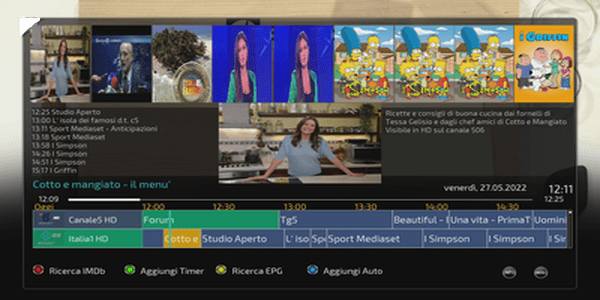 i GRIFFIN
12:25 Studio Aperto
13:00 L' isola dei famosi d.t. c5
13:11 Sport Mediaset - Anticipazioni
13:18 Sport Mediaset
13:58 I Simpson
14:26 I Simpson
14:51 I Simpson
15:17 I Griffin
Ricette e consigli di buona cucina dai fornelli di
Tessa Gelisio e dagli chef amici di Cotto e Mangiato
Visibile in HD sul canale 506
Cotto e mangiato - il menu'
venerdì, 27.05.2022 12:11
12:09 12:25
Oggi 12:00 12:30 13:00 13:30 14:00 14:30
Canale5 HD Forum Tg5 Beautiful - I Una vita - PrimaT Uomini
Italia1 HD Cotto e Studio Aperto L' iso Spo Sport Mediaset I Simpson I Simpson I Sir
Ricerca IMDb Aggiungi Timer Ricerca EPG Aggiungi Auto INFO MENU